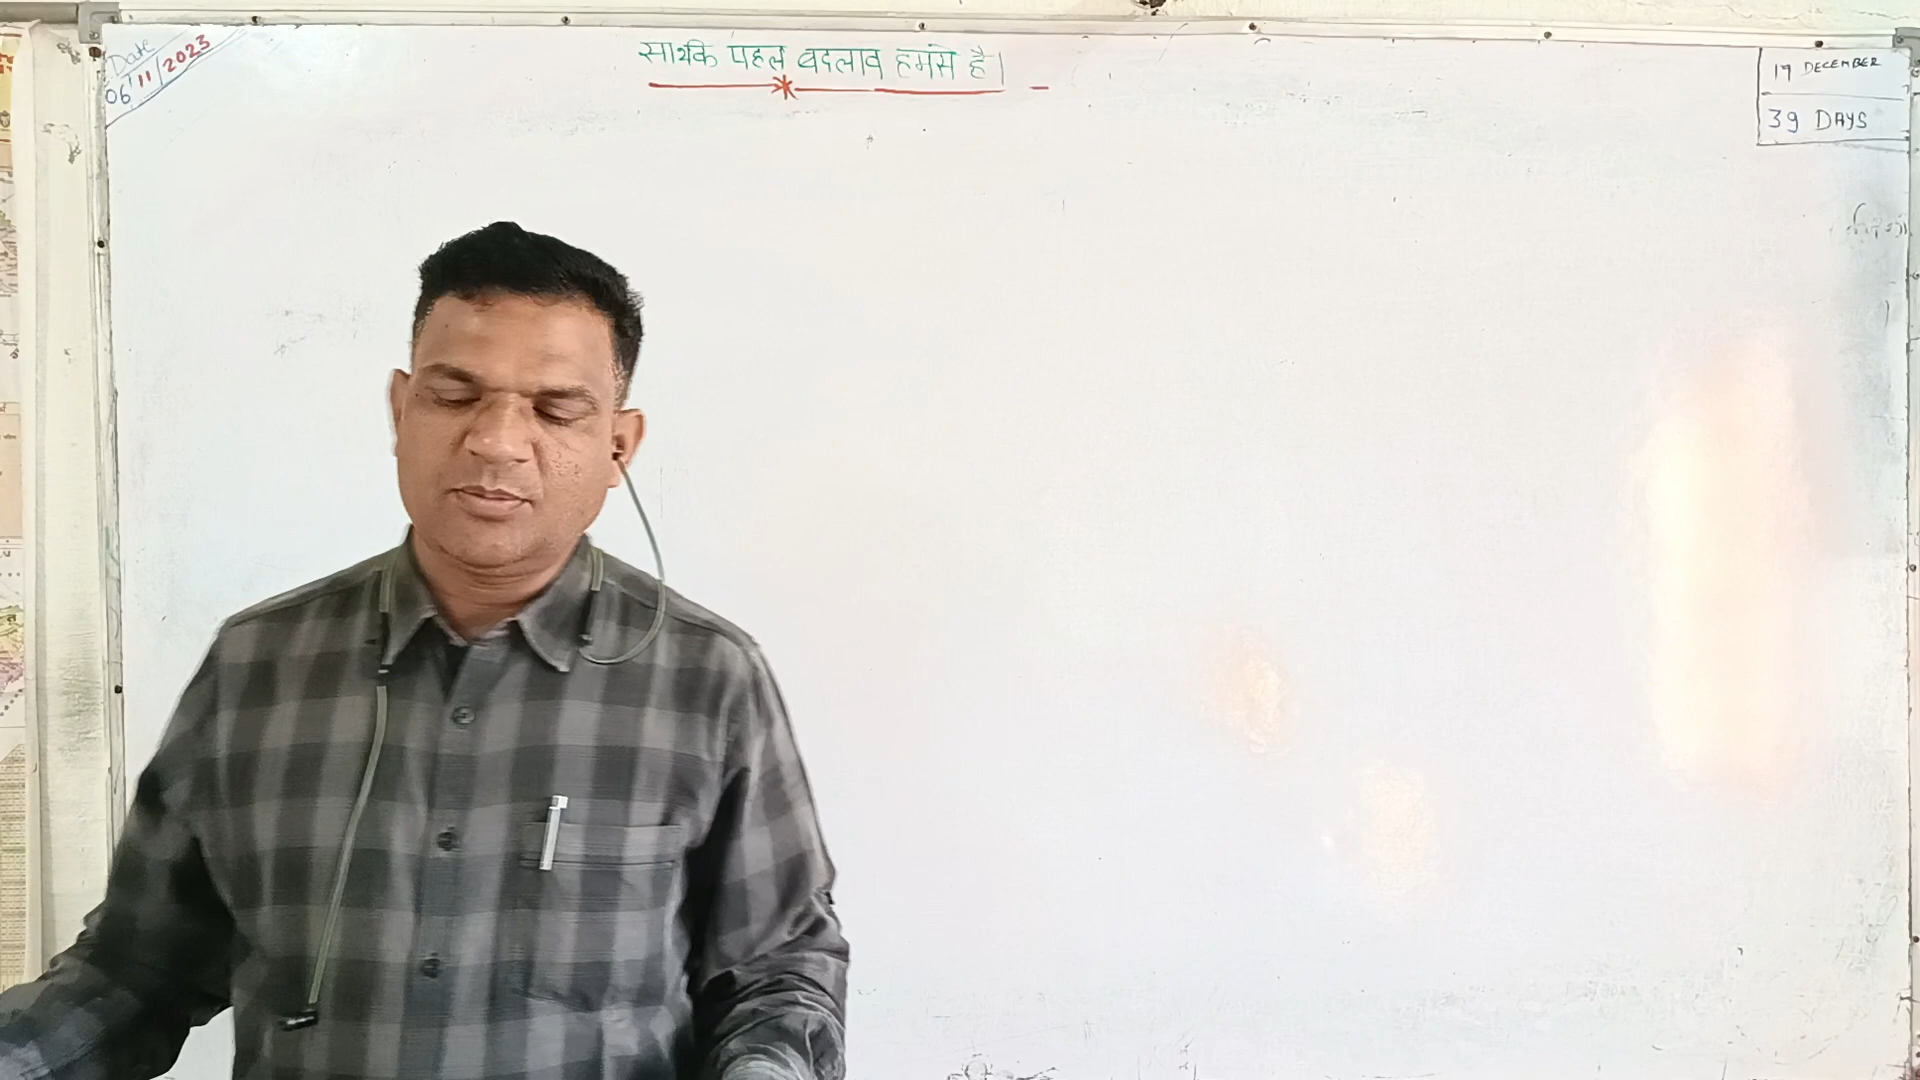 Date
06/11/2023
सार्थक पहल बदलाव हमसे है।
17 DECEMBER
39 DAYS